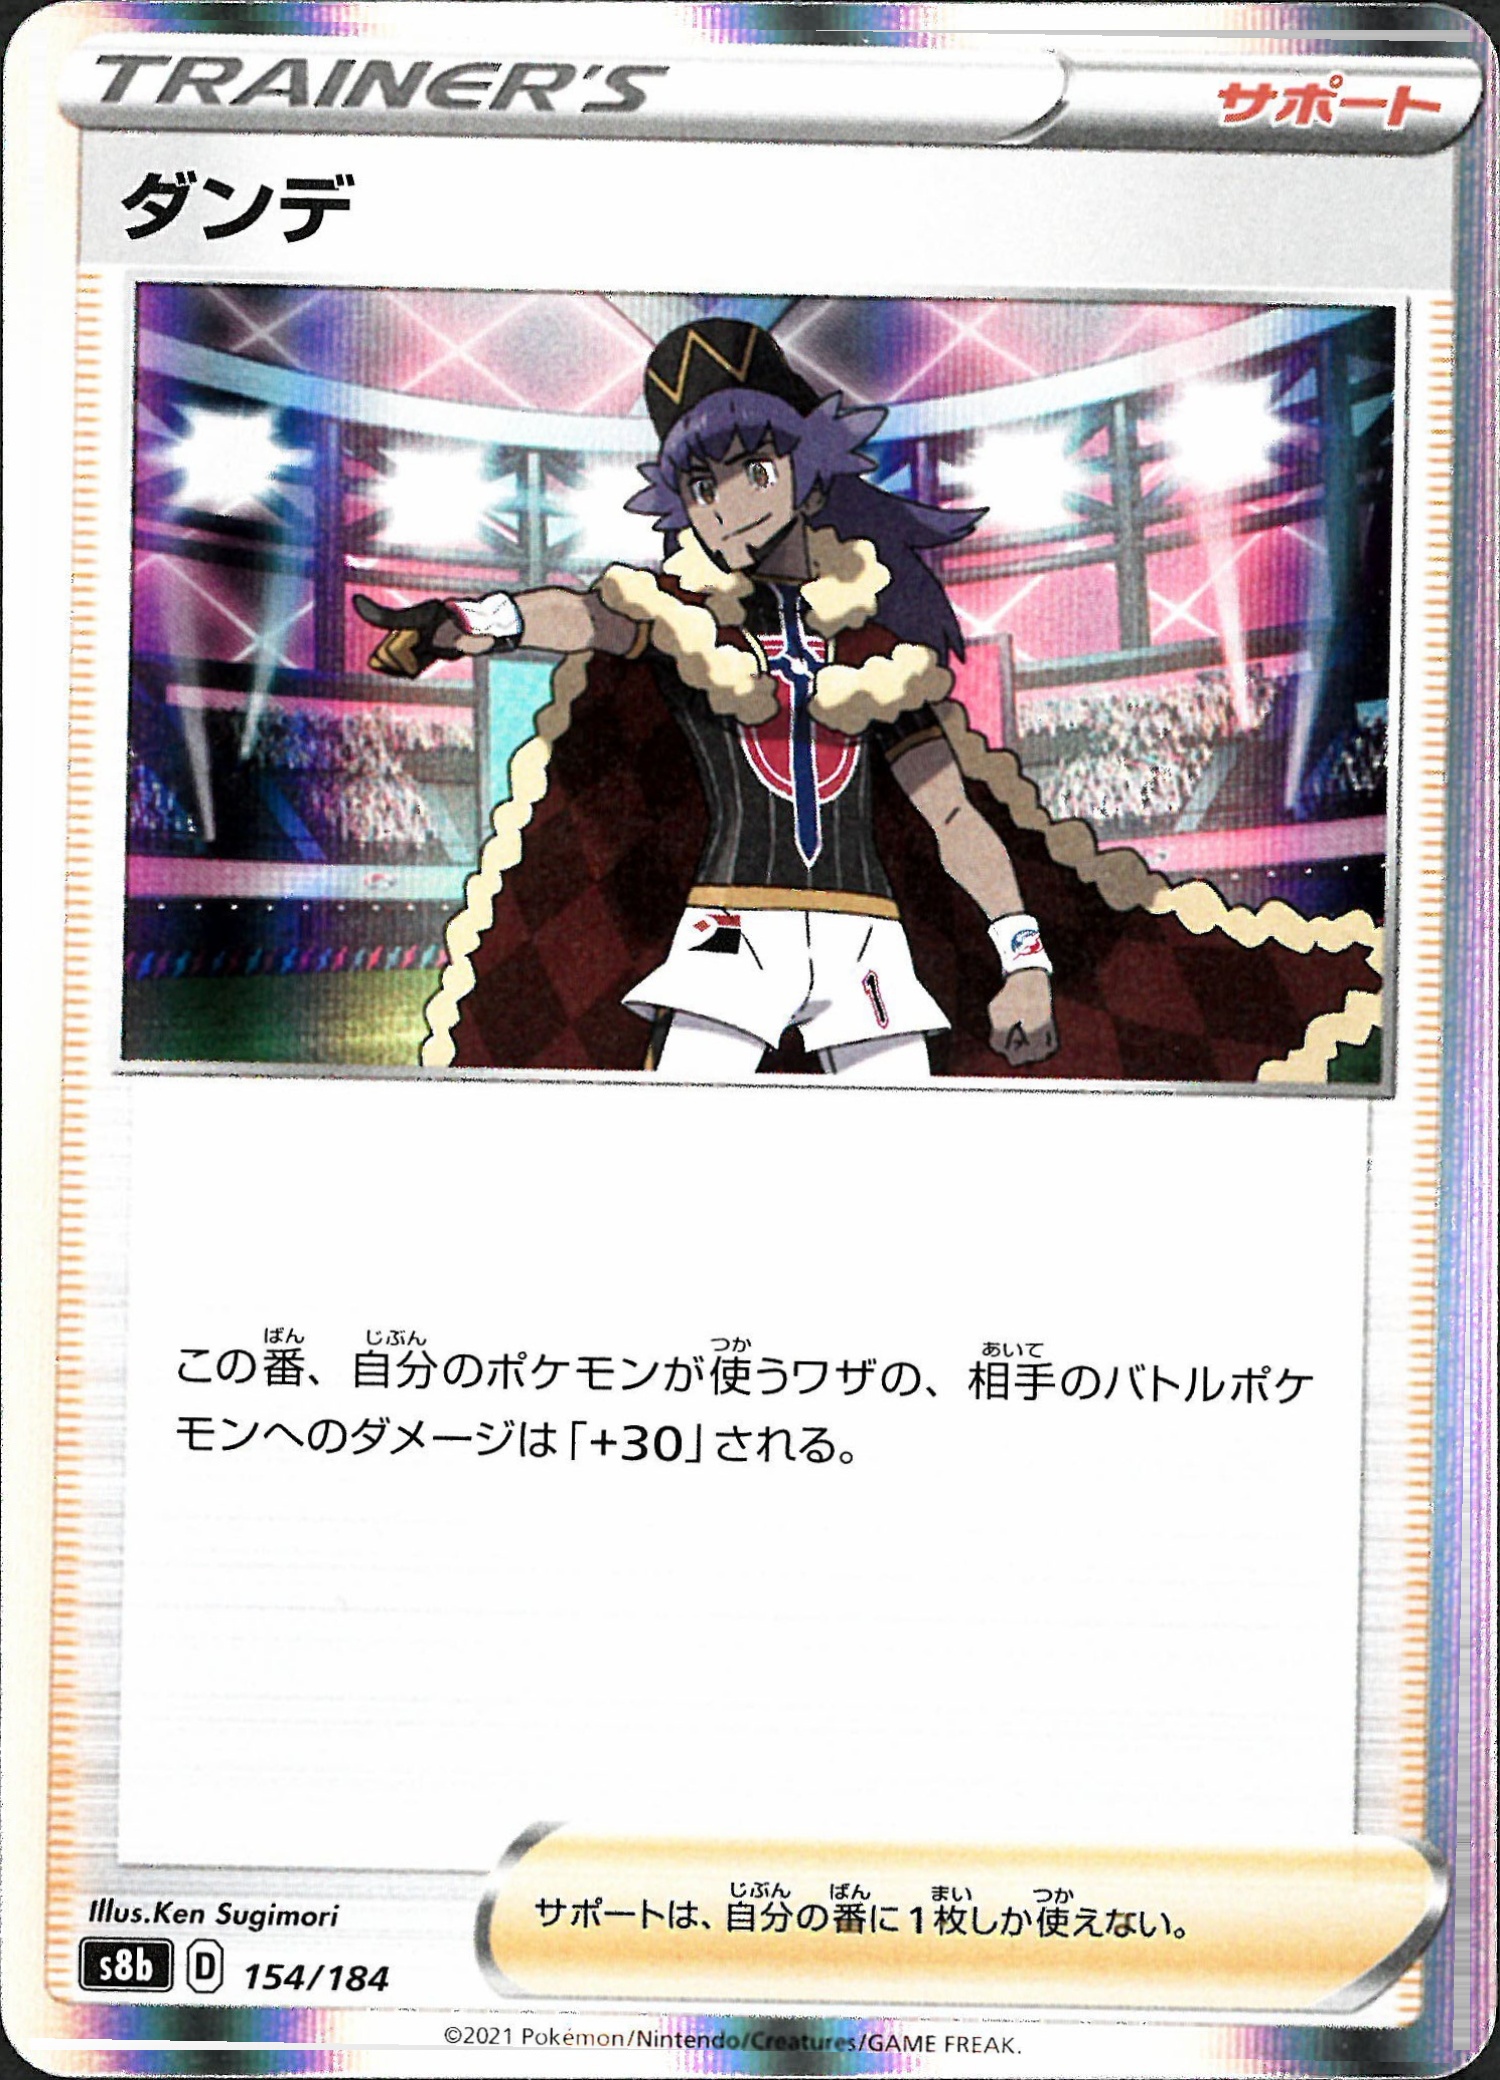 TRAINER'S
サポート
ダンデ
この番、自分のポケモンが使うワザの、相手のバトルポケ
モンへのダメージは「+30」される。
Illus.Ken Sugimori
サポートは、自分の番に1枚しか使えない。
s8b D 154/184
©2021 Pokémon/Nintendo/Creatures/GAME FREAK.